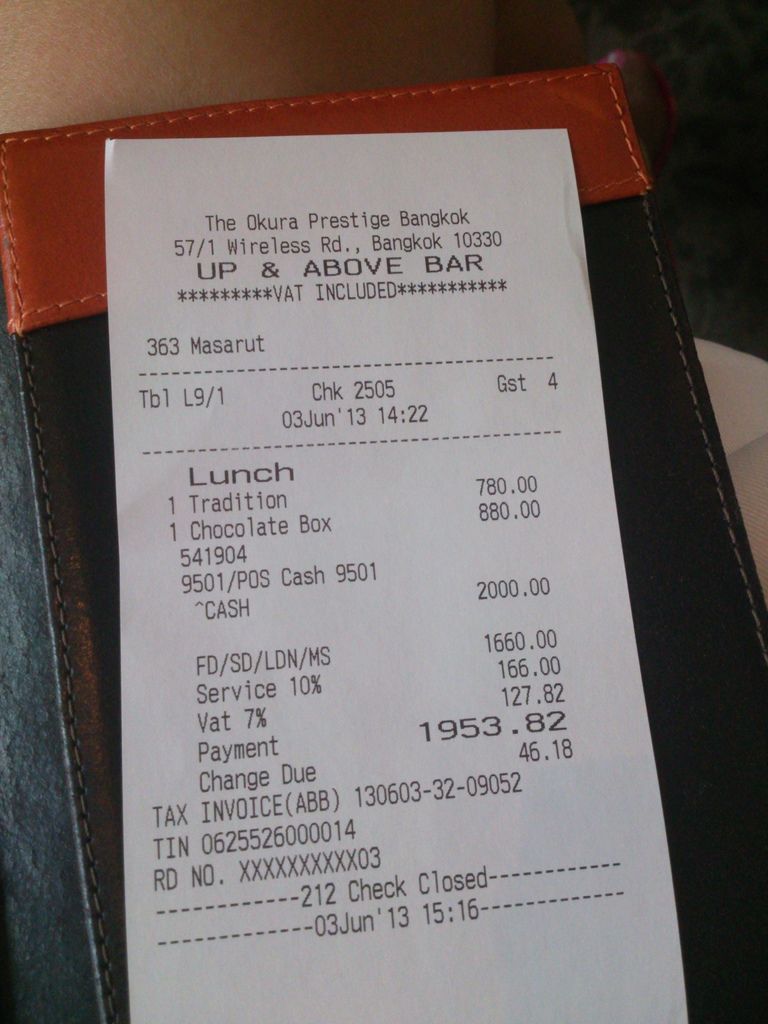 The Okura Prestige Bangkok
57/1 Wireless Rd., Bangkok 10330
UP & ABOVE BAR
*********VAT INCLUDED***********
363 Masarut
Tbl L9/1 Chk 2505 Gst 4
03Jun'13 14:22
Lunch
1 Tradition 780.00
1 Chocolate Box 880.00
541904
9501/POS Cash 9501
^CASH 2000.00
FD/SD/LDN/MS 1660.00
Service 10% 166.00
Vat 7% 127.82
Payment 1953.82
Change Due 46.18
TAX INVOICE(ABB) 130603-32-09052
TIN 0625526000014
RD NO. XXXXXXXXXX03
------------212 Check Closed-----------
-------------03Jun'13 15:16------------